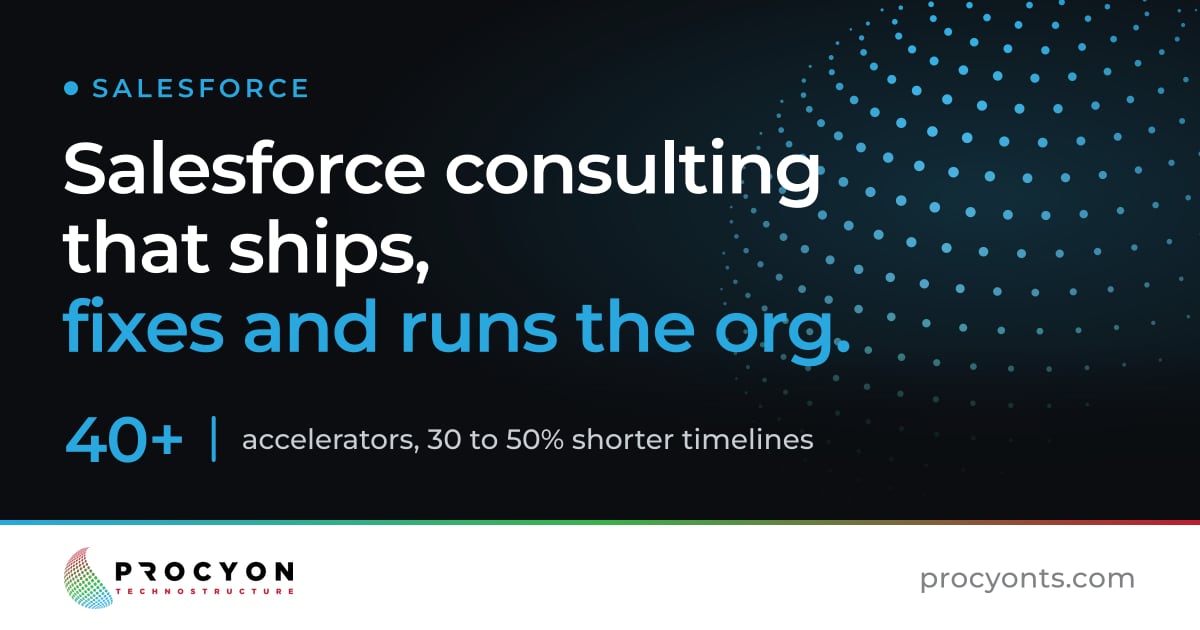 SALESFORCE
Salesforce consulting
that ships,
fixes and runs the org.
40+ | accelerators, 30 to 50% shorter timelines
PROCYON
TECHNOSTRUCTURE
procyonts.com